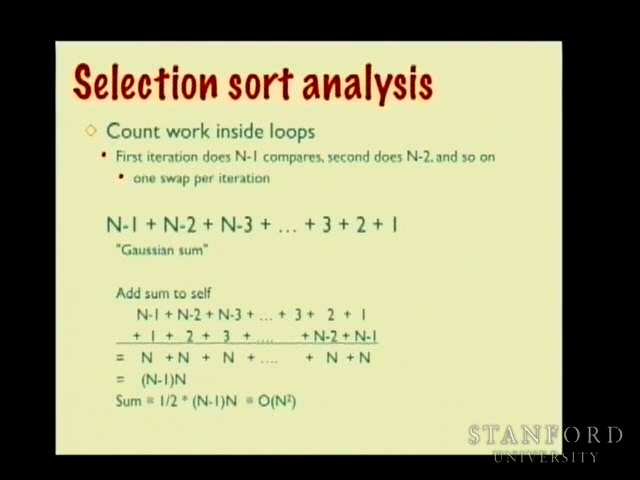 Selection sort analysis
Count work inside loops
First iteration does N-1 compares, second does N-2, and so on
one swap per iteration
N-1 + N-2 + N-3 + ... + 3 + 2 + 1
"Gaussian sum"
Add sum to self
N-1 + N-2 + N-3 + ... + 3 + 2 + 1
+ 1 + 2 + 3 + .... + N-2 + N-1
= N + N + N + .... + N + N
= (N-1)N
Sum = 1/2 * (N-1)N = O(N²)
STANFORD
UNIVERSITY